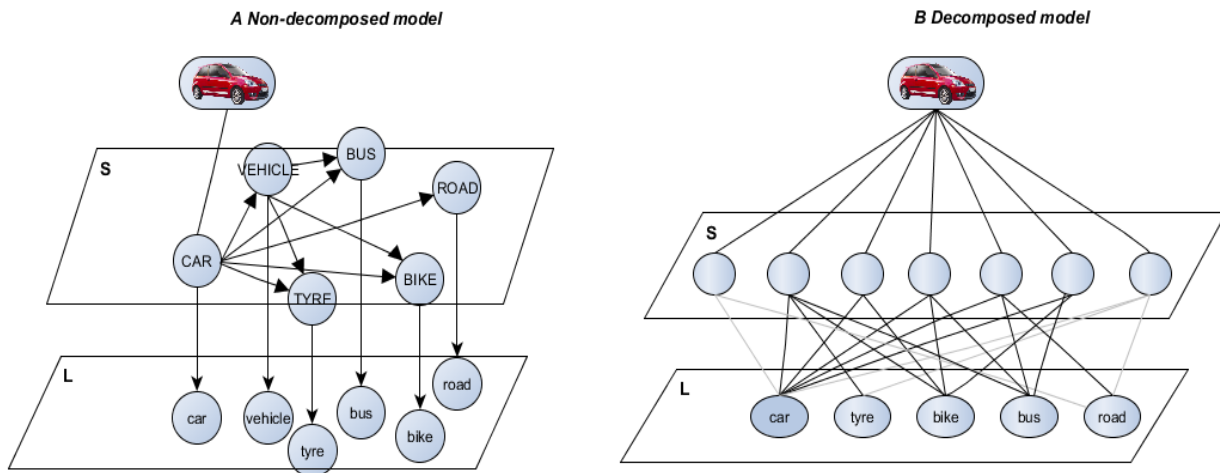 A Non-decomposed model
B Decomposed model
S
VEHICLE
BUS
ROAD
CAR
TYRE
BIKE
L
car
vehicle
tyre
bus
bike
road
S
L
car
tyre
bike
bus
road